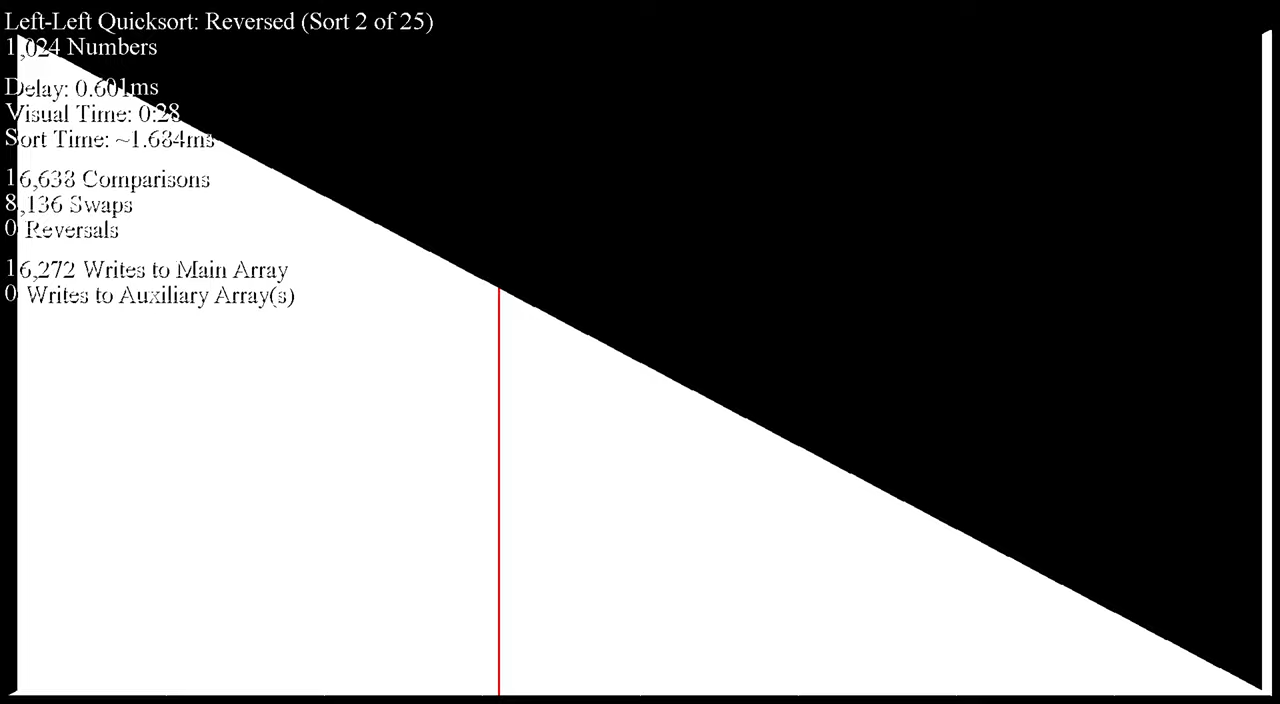 Left-Left Quicksort: Reversed (Sort 2 of 25)
1,024 Numbers
Delay: 0.601ms
Visual Time: 0:28
Sort Time: ~1.684ms
16,638 Comparisons
8,136 Swaps
0 Reversals
16,272 Writes to Main Array
0 Writes to Auxiliary Array(s)